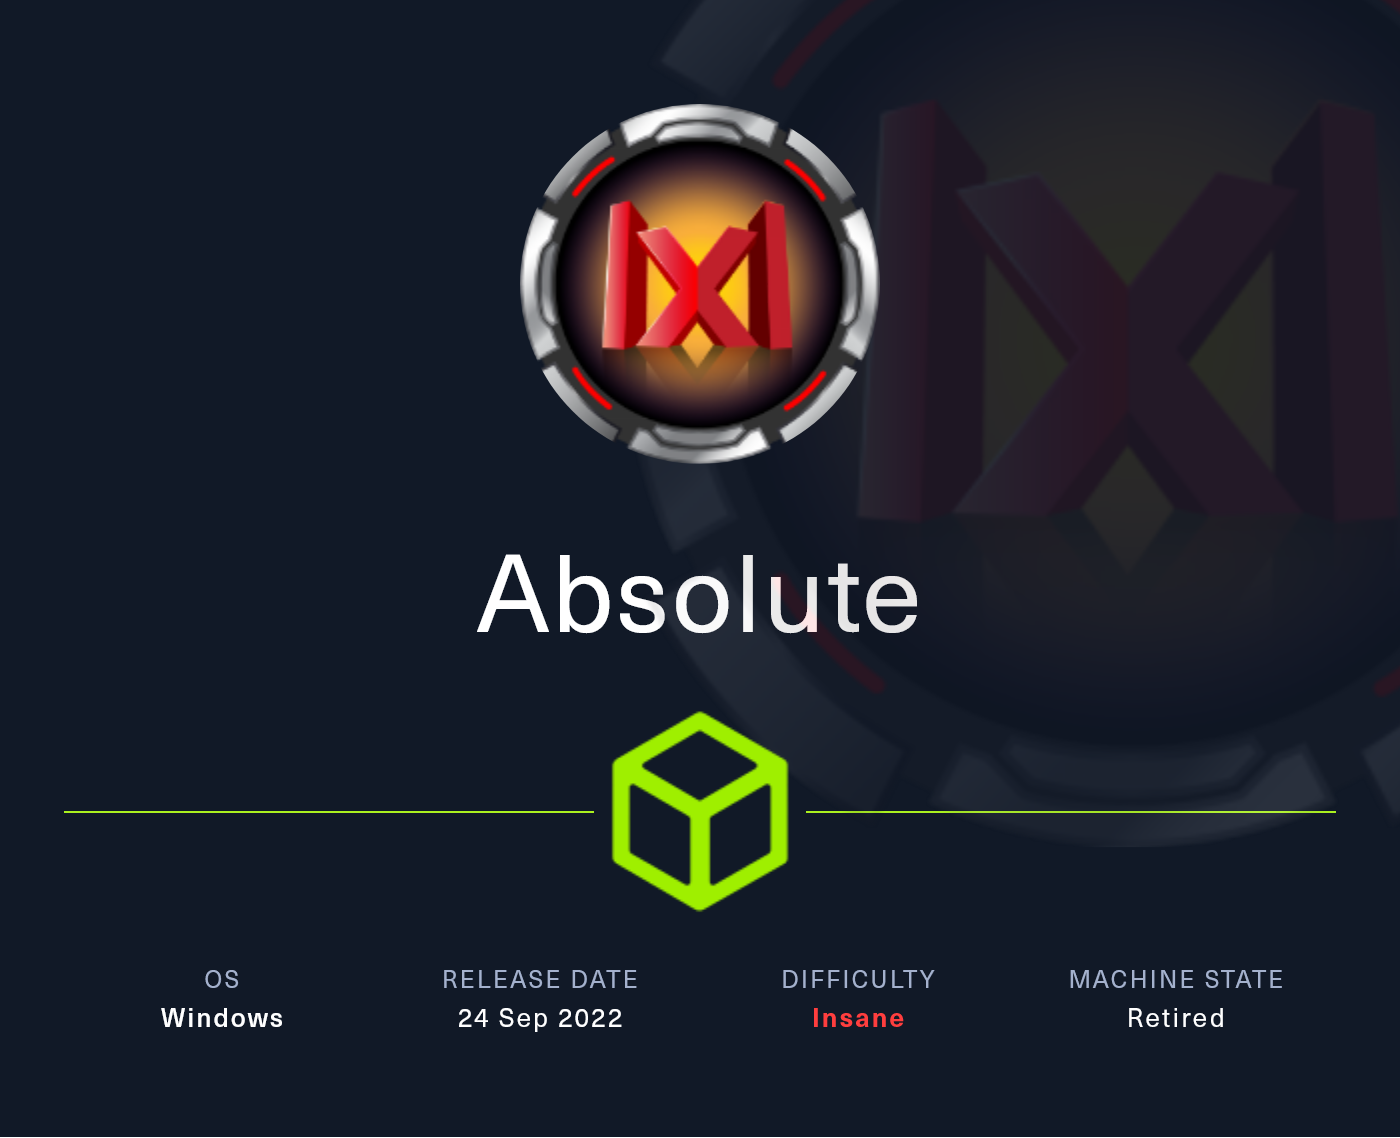 Absolute
OS
Windows
RELEASE DATE
24 Sep 2022
DIFFICULTY
Insane
MACHINE STATE
Retired